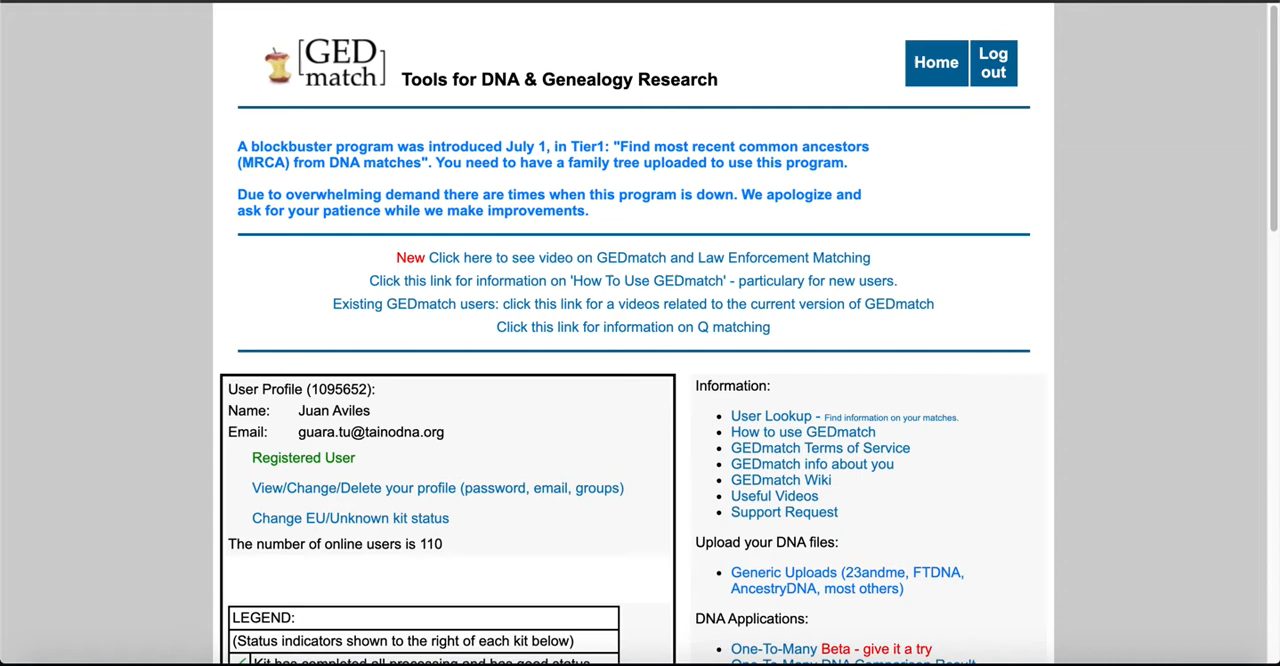 [GED match]
Tools for DNA & Genealogy Research
Home
Log out
A blockbuster program was introduced July 1, in Tier1: "Find most recent common ancestors
(MRCA) from DNA matches". You need to have a family tree uploaded to use this program.
Due to overwhelming demand there are times when this program is down. We apologize and
ask for your patience while we make improvements.
New Click here to see video on GEDmatch and Law Enforcement Matching
Click this link for information on 'How To Use GEDmatch' - particulary for new users.
Existing GEDmatch users: click this link for a videos related to the current version of GEDmatch
Click this link for information on Q matching
User Profile (1095652):
Name: Juan Aviles
Email: guara.tu@tainodna.org
Registered User
View/Change/Delete your profile (password, email, groups)
Change EU/Unknown kit status
The number of online users is 110
LEGEND:
(Status indicators shown to the right of each kit below)
Kit has completed all processing and has good status
Information:
User Lookup - Find information on your matches.
How to use GEDmatch
GEDmatch Terms of Service
GEDmatch info about you
GEDmatch Wiki
Useful Videos
Support Request
Upload your DNA files:
Generic Uploads (23andme, FTDNA,
AncestryDNA, most others)
DNA Applications:
One-To-Many Beta - give it a try
One-To-Many DNA Comparison Result